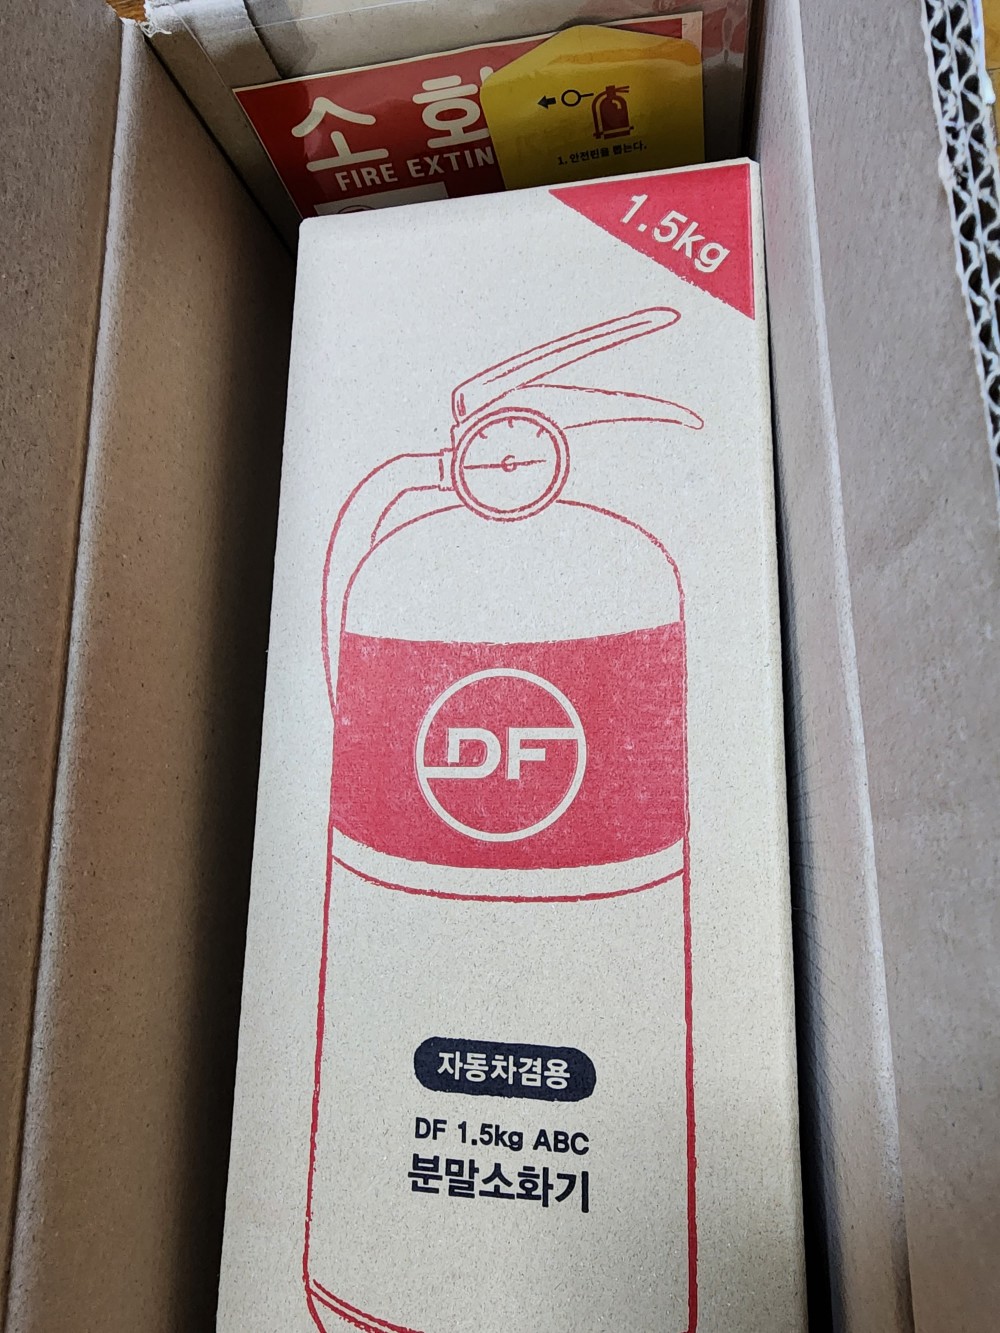 소 화
FIRE EXTIN
1. 안전핀을 뽑는다.
1.5kg
DF
자동차겸용
DF 1.5kg ABC
분말소화기